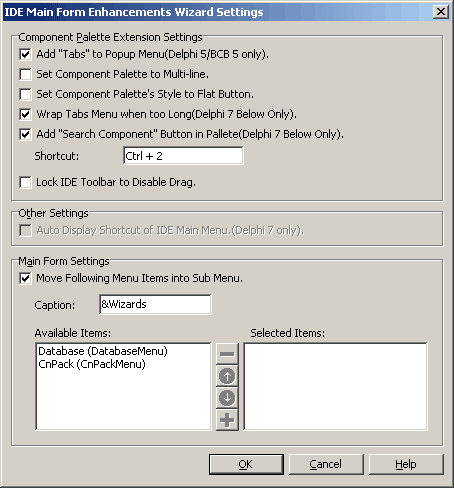 IDE Main Form Enhancements Wizard Settings
Component Palette Extension Settings
Add "Tabs" to Popup Menu(Delphi 5/BCB 5 only).
Set Component Palette to Multi-line.
Set Component Palette's Style to Flat Button.
Wrap Tabs Menu when too Long(Delphi 7 Below Only).
Add "Search Component" Button in Pallete(Delphi 7 Below Only).
Shortcut: Ctrl + 2
Lock IDE Toolbar to Disable Drag.
Other Settings
Auto Display Shortcut of IDE Main Menu.(Delphi 7 only).
Main Form Settings
Move Following Menu Items into Sub Menu.
Caption: &Wizards
Available Items: Selected Items:
Database (DatabaseMenu)
CnPack (CnPackMenu)
OK Cancel Help